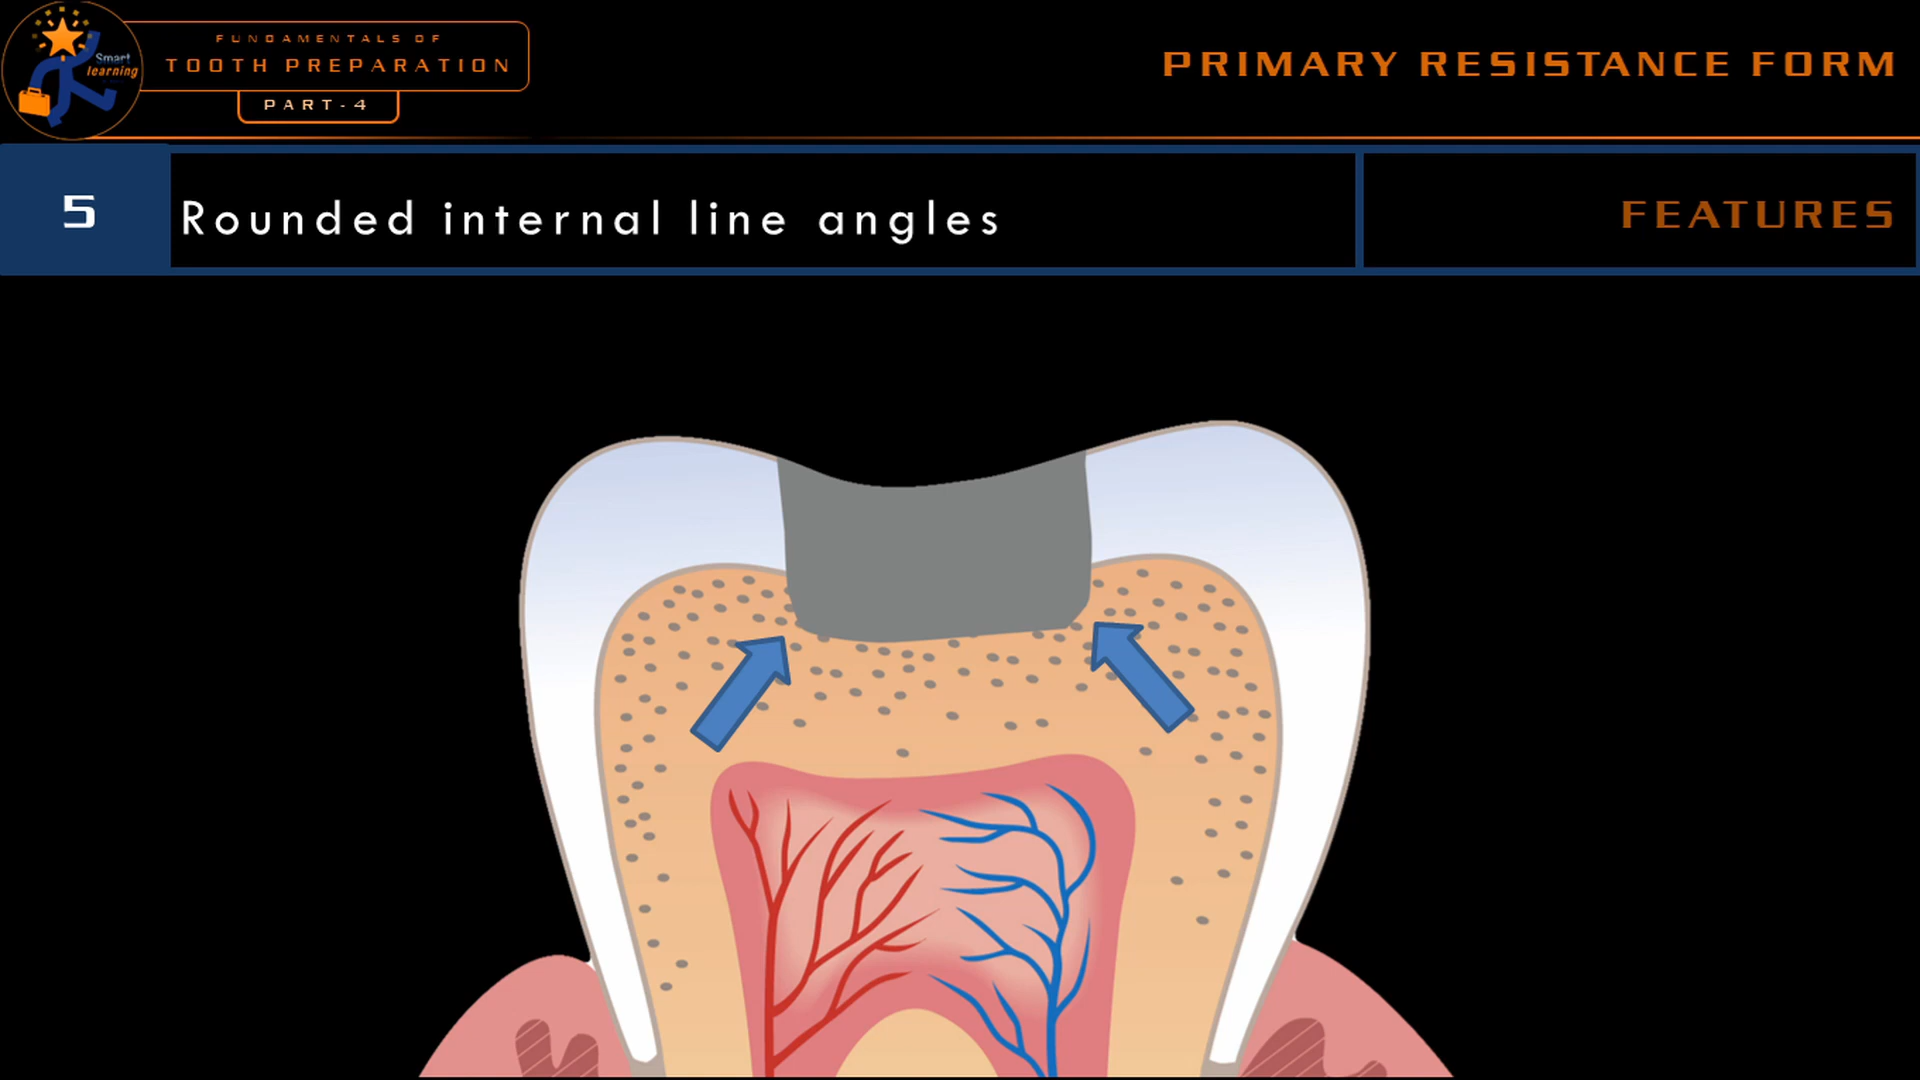 Smart
learning
FUNDAMENTALS OF
TOOTH PREPARATION
PART-4
PRIMARY RESISTANCE FORM
5
Rounded internal line angles
FEATURES